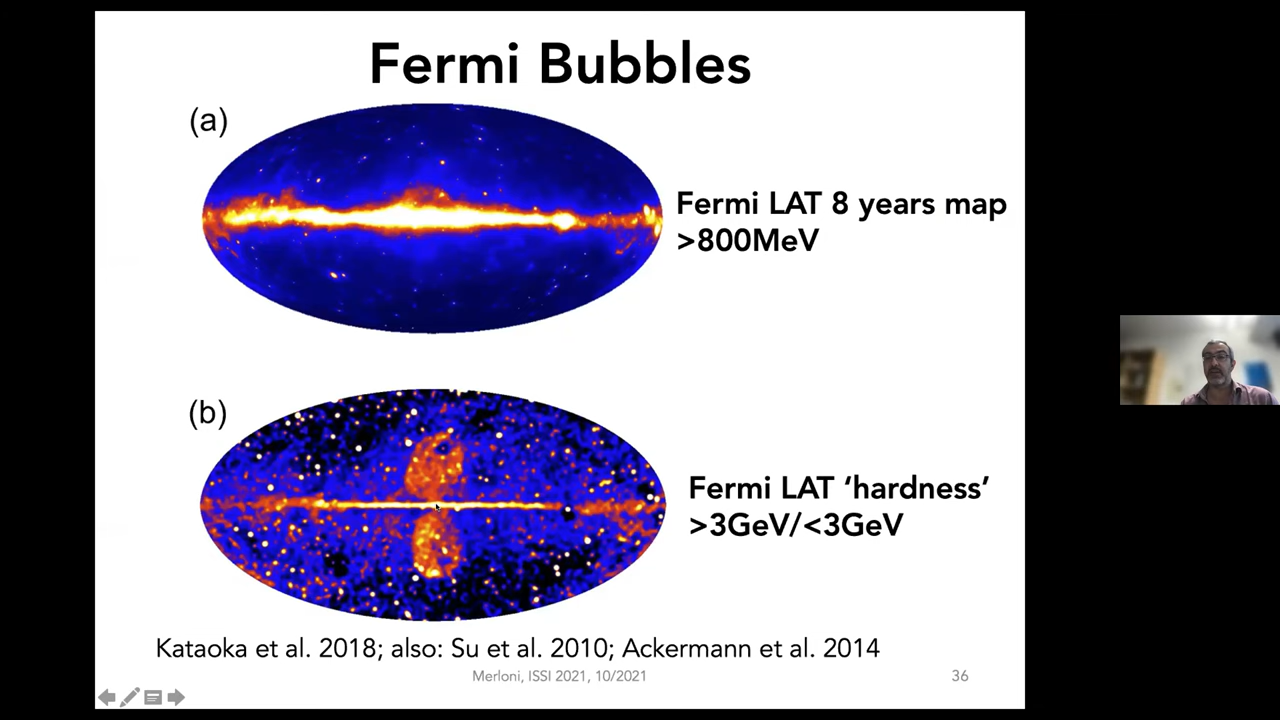 Fermi Bubbles
(a)
Fermi LAT 8 years map
>800MeV
(b)
Fermi LAT ‘hardness’
>3GeV/<3GeV
Kataoka et al. 2018; also: Su et al. 2010; Ackermann et al. 2014
Merloni, ISSI 2021, 10/2021
36